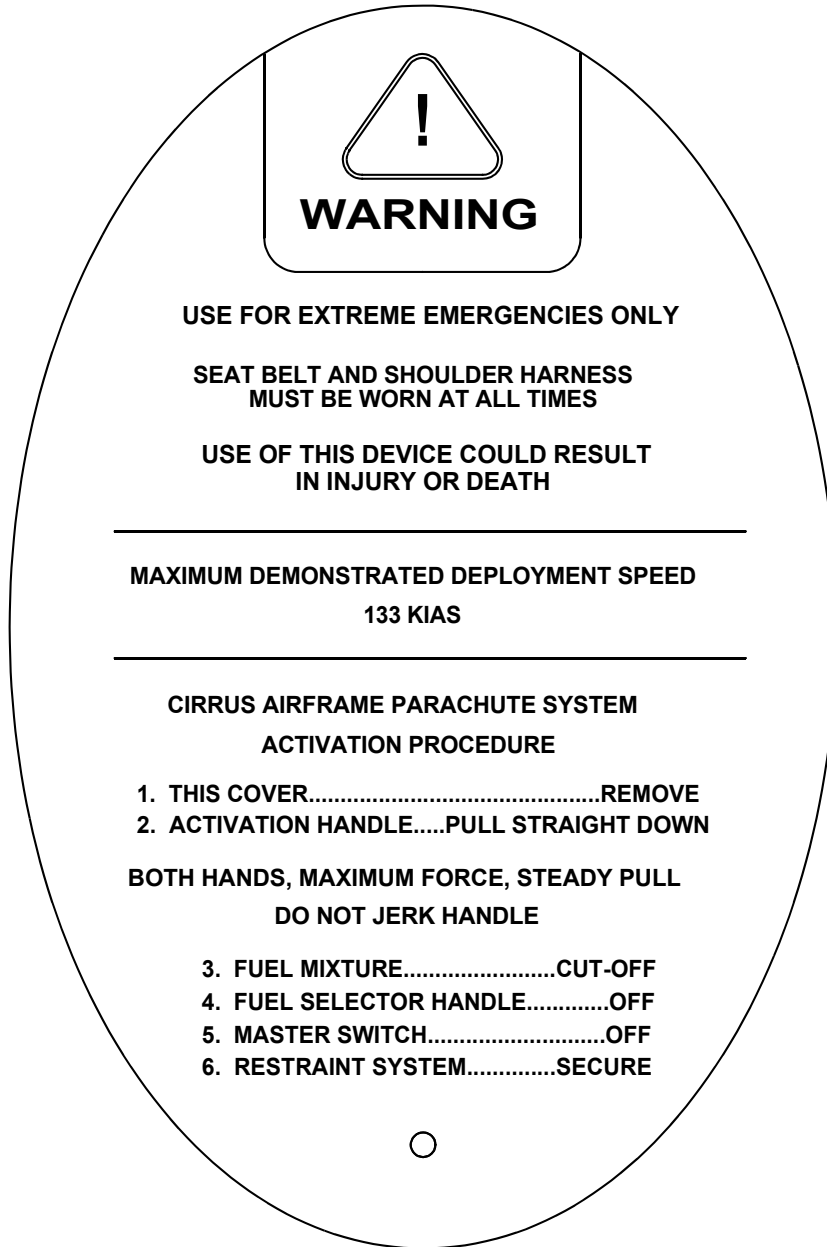 !
WARNING
USE FOR EXTREME EMERGENCIES ONLY
SEAT BELT AND SHOULDER HARNESS
MUST BE WORN AT ALL TIMES
USE OF THIS DEVICE COULD RESULT
IN INJURY OR DEATH
MAXIMUM DEMONSTRATED DEPLOYMENT SPEED
133 KIAS
CIRRUS AIRFRAME PARACHUTE SYSTEM
ACTIVATION PROCEDURE
1. THIS COVER.............................................REMOVE
2. ACTIVATION HANDLE.....PULL STRAIGHT DOWN
BOTH HANDS, MAXIMUM FORCE, STEADY PULL
DO NOT JERK HANDLE
3. FUEL MIXTURE.......................CUT-OFF
4. FUEL SELECTOR HANDLE.............OFF
5. MASTER SWITCH...........................OFF
6. RESTRAINT SYSTEM..............SECURE